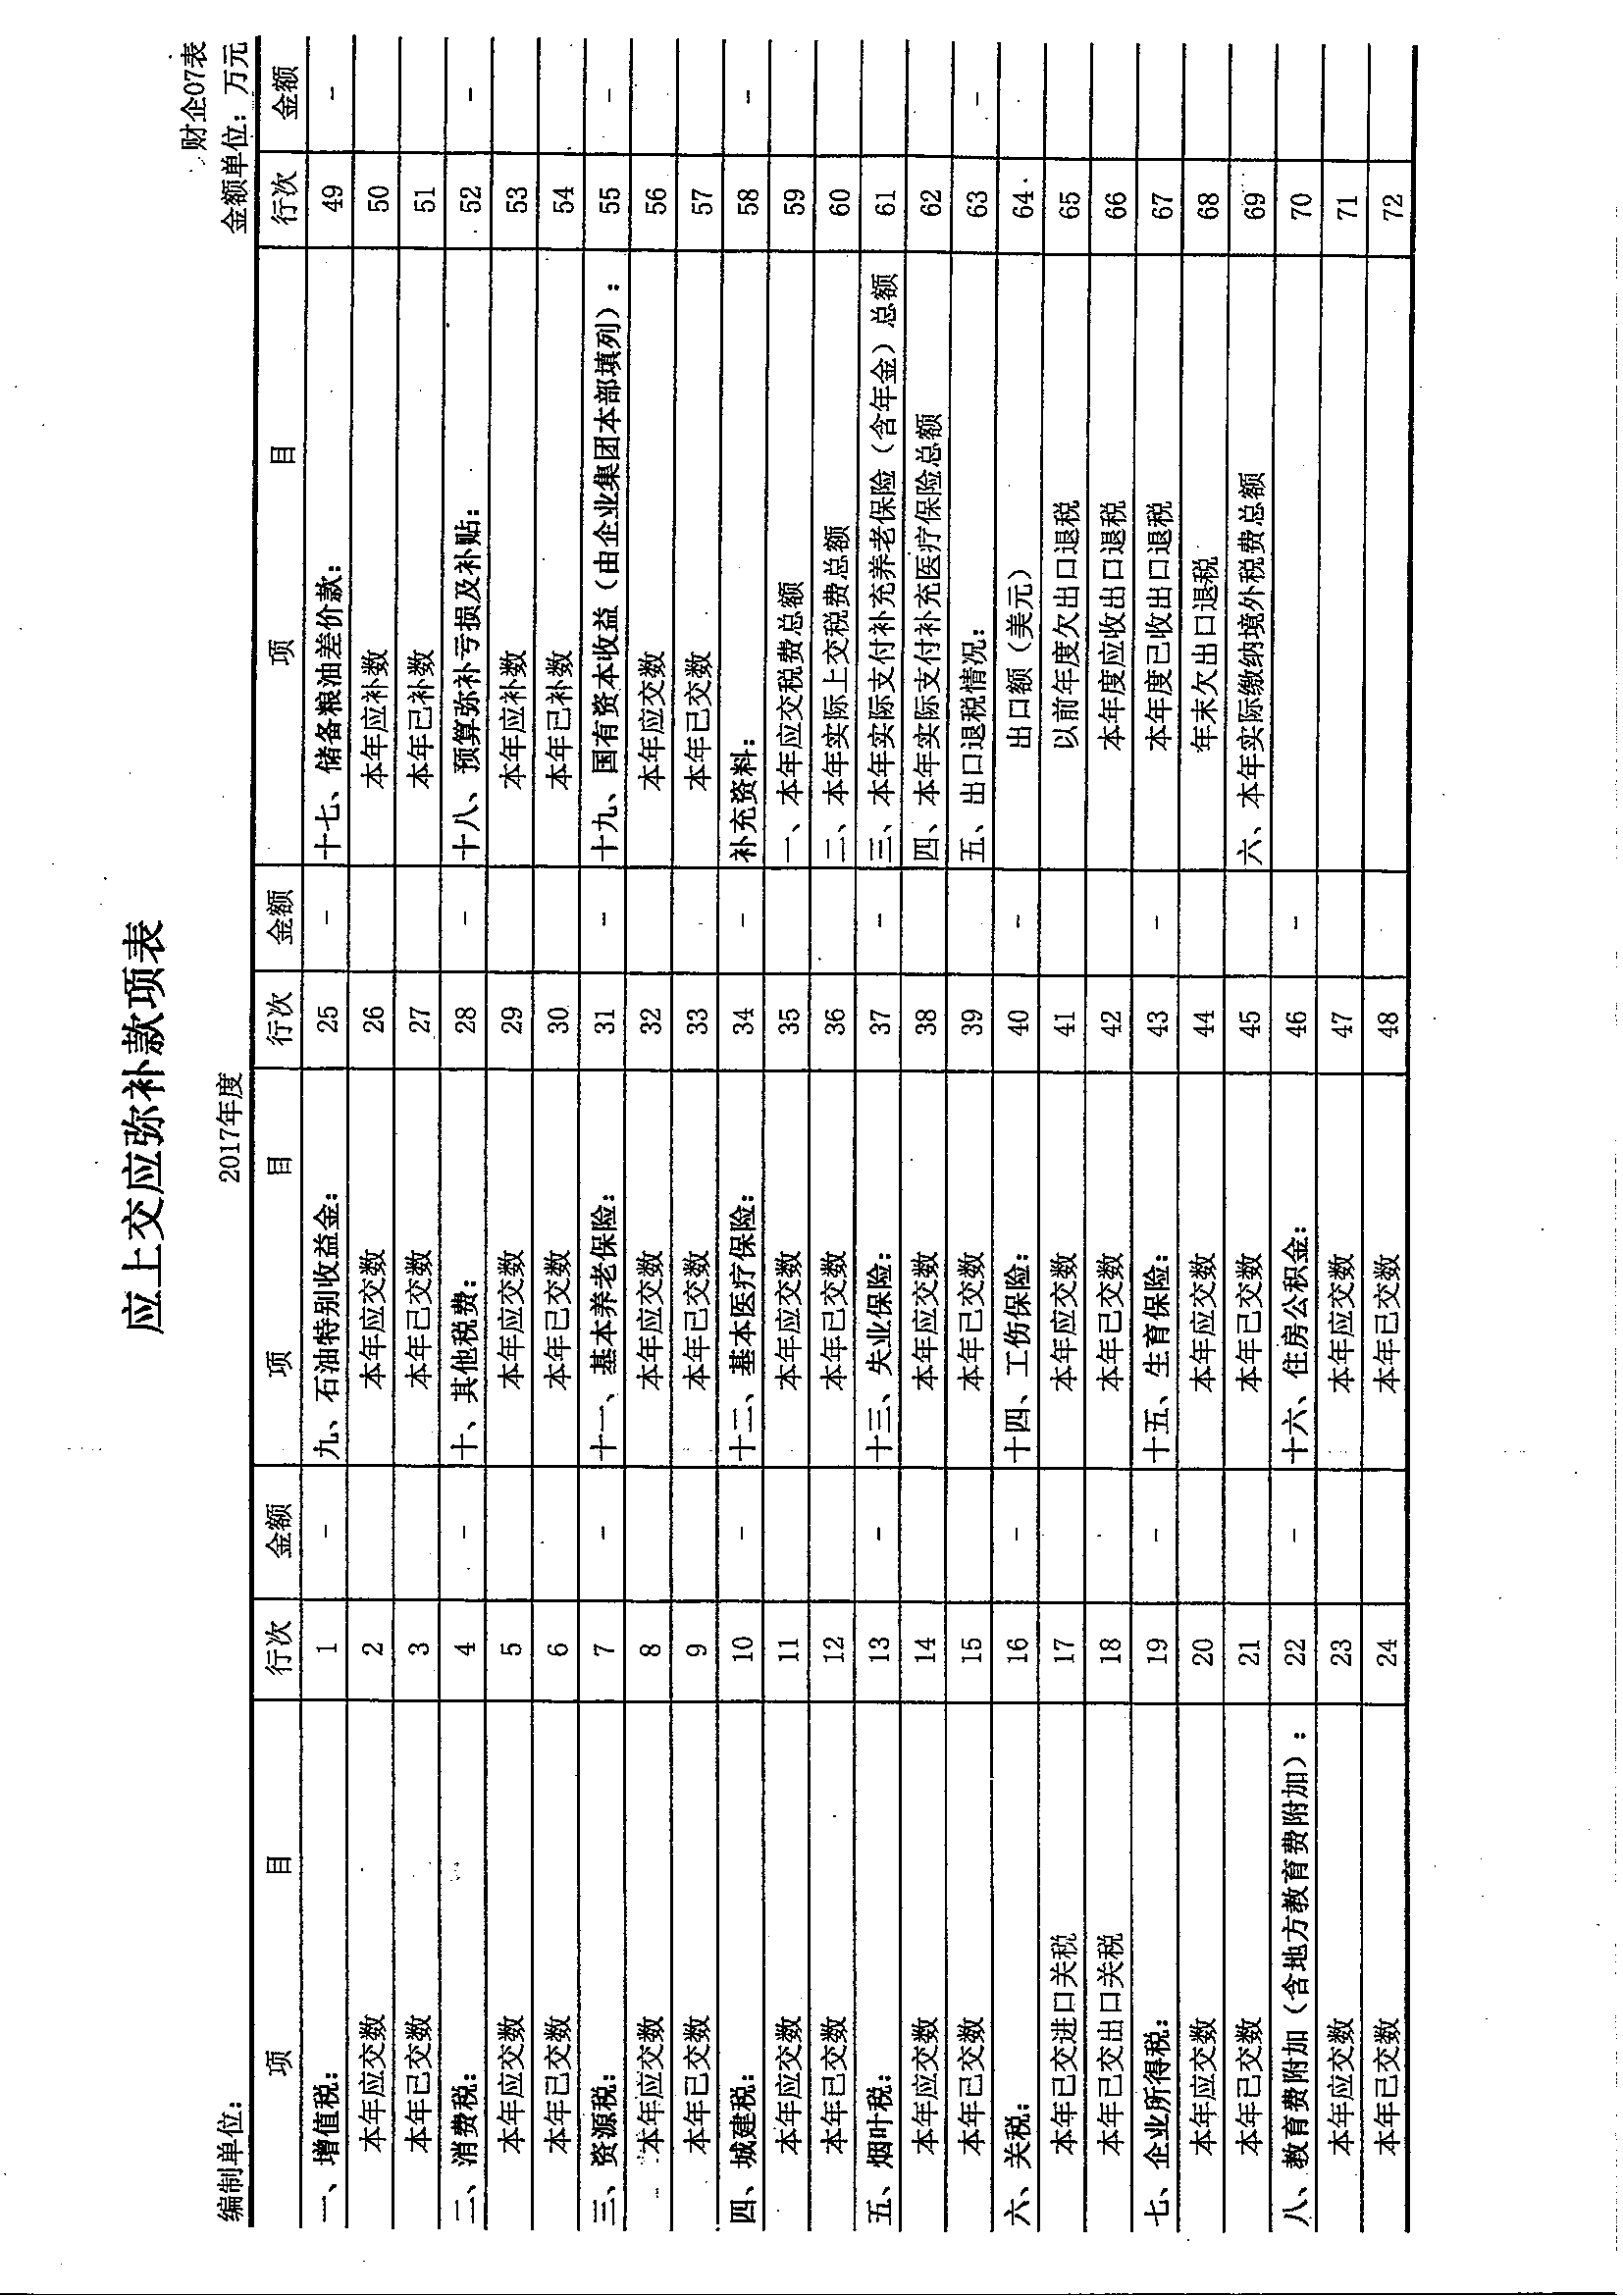 应上交应弥补款项表
财企07表
编制单位： 2017年度 金额单位：万元
项 目 行次 金额 项 目 行次 金额 项 目 行次 金额
一、增值税： 1 － 九、石油特别收益金： 25 － 十七、储备粮油差价款： 49 －
本年应交数 2 本年应交数 26 本年应补数 50
本年已交数 3 本年已交数 27 本年已补数 51
二、消费税： 4 － 十、其他税费： 28 － 十八、预算弥补亏损及补贴： 52 －
本年应交数 5 本年应交数 29 本年应补数 53
本年已交数 6 本年已交数 30 本年已补数 54
三、资源税： 7 － 十一、基本养老保险： 31 － 十九、国有资本收益（由企业集团本部填列）： 55 －
本年应交数 8 本年应交数 32 本年应交数 56
本年已交数 9 本年已交数 33 本年已交数 57
四、城建税： 10 － 十二、基本医疗保险： 34 － 补充资料： 58 －
本年应交数 11 本年应交数 35 一、本年应交税费总额 59
本年已交数 12 本年已交数 36 二、本年实际上交税费总额 60
五、烟叶税： 13 － 十三、失业保险： 37 － 三、本年实际支付补充养老保险（含年金）总额 61
本年应交数 14 本年应交数 38 四、本年实际支付补充医疗保险总额 62
本年已交数 15 本年已交数 39 五、出口退税情况： 63 －
六、关税： 16 － 十四、工伤保险： 40 － 出口额（美元） 64
本年已交进口关税 17 本年应交数 41 以前年度欠出口退税 65
本年已交出口关税 18 本年已交数 42 本年度应收出口退税 66
七、企业所得税： 19 － 十五、生育保险： 43 － 本年度已收出口退税 67
本年应交数 20 本年应交数 44 年末欠出口退税 68
本年已交数 21 本年已交数 45 六、本年实际缴纳境外税费总额 69
八、教育费附加（含地方教育费附加）： 22 － 十六、住房公积金： 46 － 70
本年应交数 23 本年应交数 47 71
本年已交数 24 本年已交数 48 72